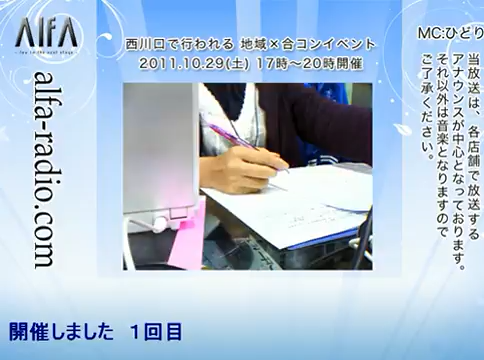 AlfA
西川口で行われる 地域×合コンイベント
2011.10.29(土) 17時～20時開催
MC:ひどり
当放送は、各店舗で放送する
アナウンスが中心となっております。
それ以外は音楽となりますので
ご了承ください。
alfa-radio.com
開催しました 1回目